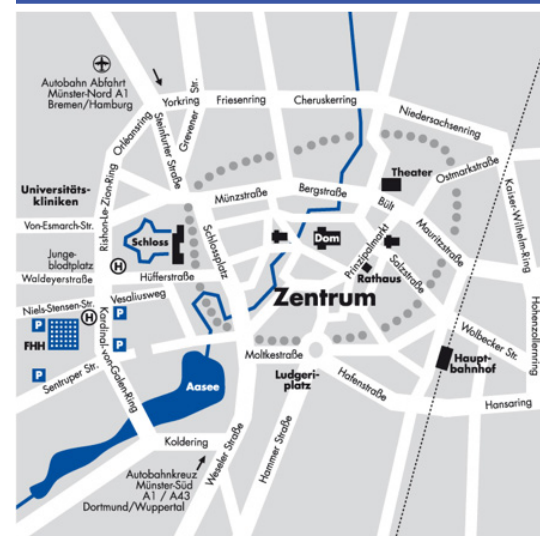 Autobahn Abfahrt
Münster-Nord A1
Bremen/Hamburg
Yorkring
Friesenring
Cheruskerring
Niedersachsenring
Orléansring
Steinfurter Straße
Grevener Str.
Rishon-Le-Zion-Ring
Universitäts-
kliniken
Theater
Ostmarkstraße
Kaiser-Wilhelm-Ring
Münzstraße
Bergstraße
Bült
Mauritzstraße
Von-Esmarch-Str.
Schloss
Schlossplatz
Dom
Prinzipalmarkt
Salzstraße
Junge-
blodtplatz
H
Waldeyerstraße
Hüfferstraße
Rathaus
Zentrum
Niels-Stensen-Str.
Vesaliusweg
Hohenzollernring
P
H
P
FHH
P
Kardinal-von-Galen-Ring
Wolbecker Str.
Moltkestraße
Haupt-
bahnhof
Sentruper Str.
P
Aasee
Ludgeri-
platz
Hafenstraße
Hansaring
Koldering
Weseler Straße
Hammer Straße
Autobahnkreuz
Münster-Süd
A1 / A43
Dortmund/Wuppertal